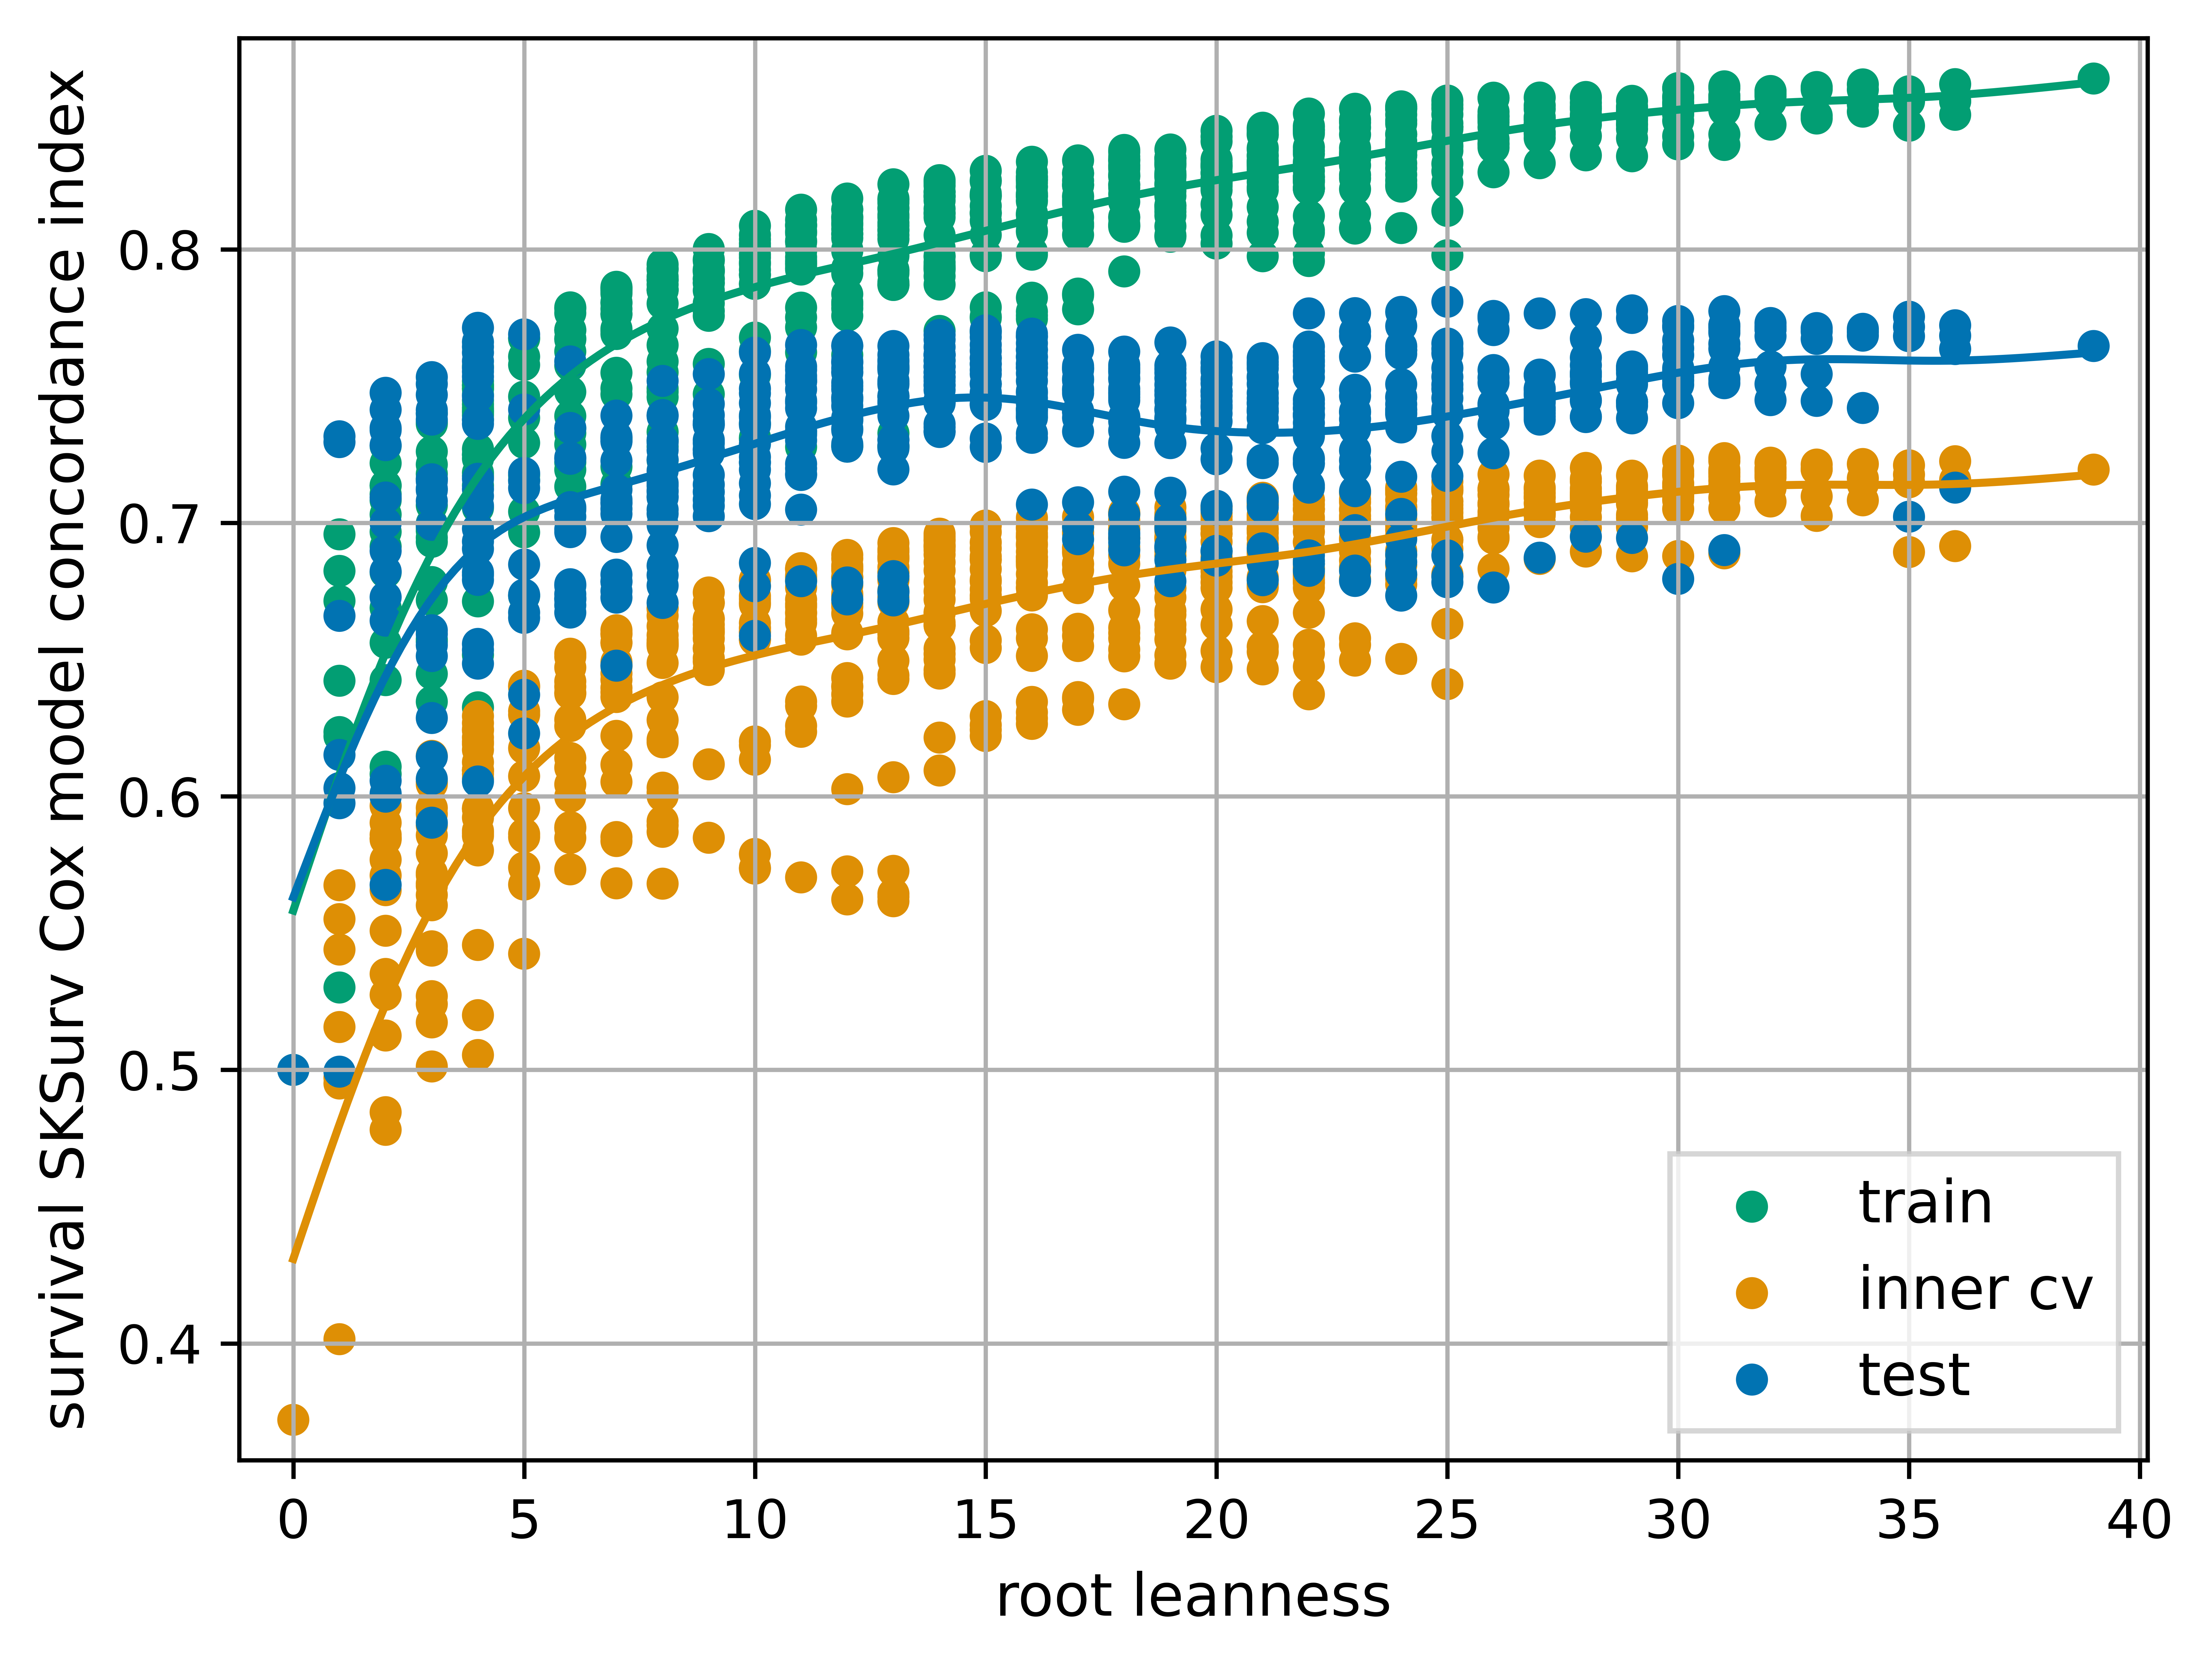 survival SKSurv Cox model concordance index
0.8
0.7
0.6
0.5
0.4
train
inner cv
test
0 5 10 15 20 25 30 35 40
root leanness